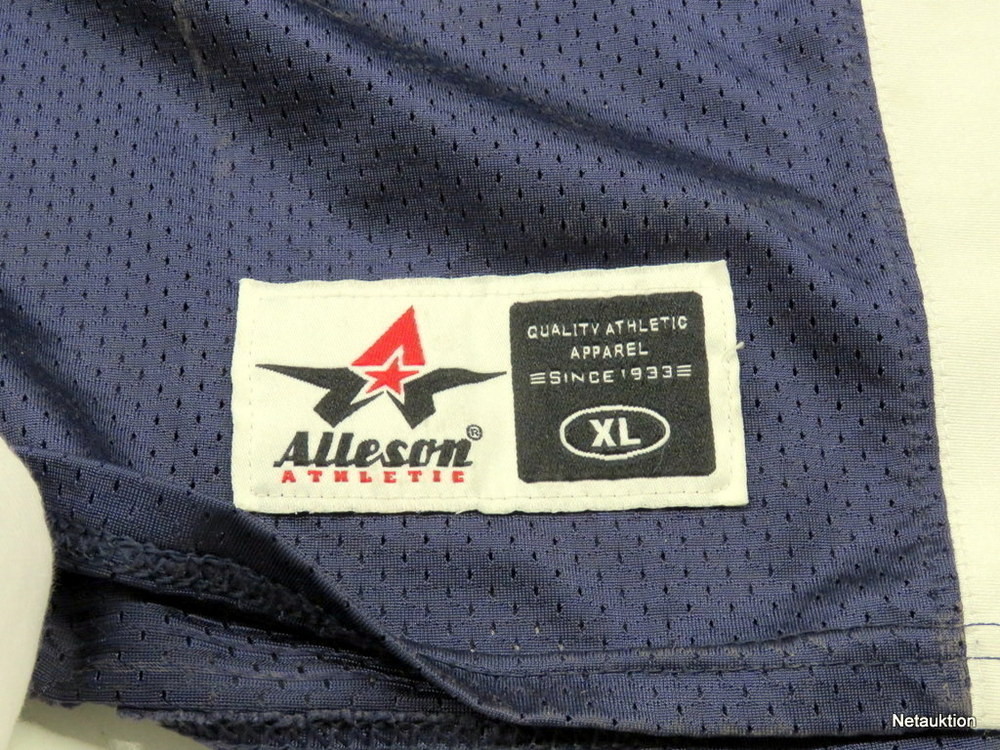 Alleson®
ATHLETIC
QUALITY ATHLETIC
APPAREL
SINCE 1933
XL
Netauktion